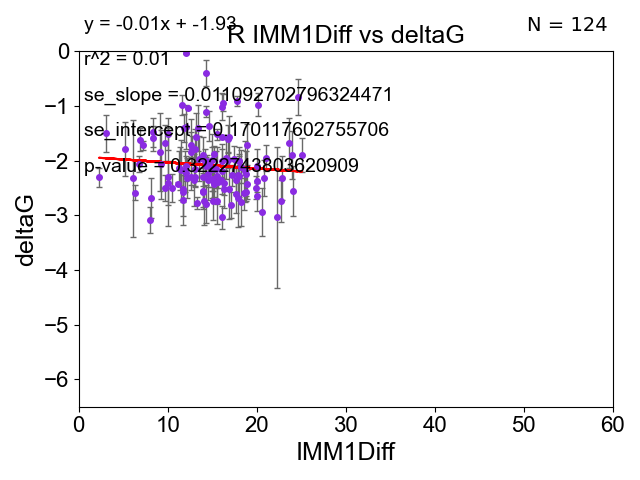 y = -0.01x + -1.93
N = 124
R IMM1Diff vs deltaG
r^2 = 0.01
se_slope = 0.011092702796324471
se_intercept = 0.170117602755706
p-value = 0.3222743803620909
deltaG
0
−1
−2
−3
−4
−5
−6
0 10 20 30 40 50 60
IMM1Diff